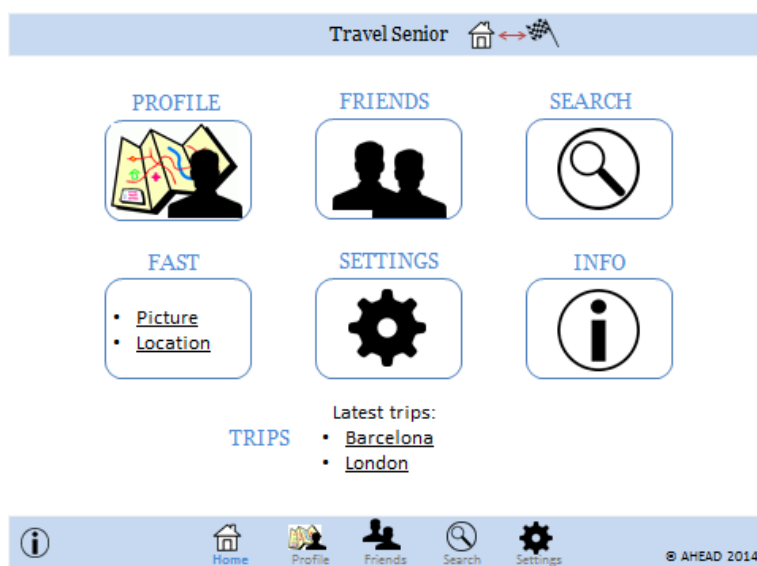 Travel Senior
PROFILE FRIENDS SEARCH
FAST SETTINGS INFO
• Picture
• Location
Latest trips:
TRIPS • Barcelona
• London
Home Profile Friends Search Settings © AHEAD 2014